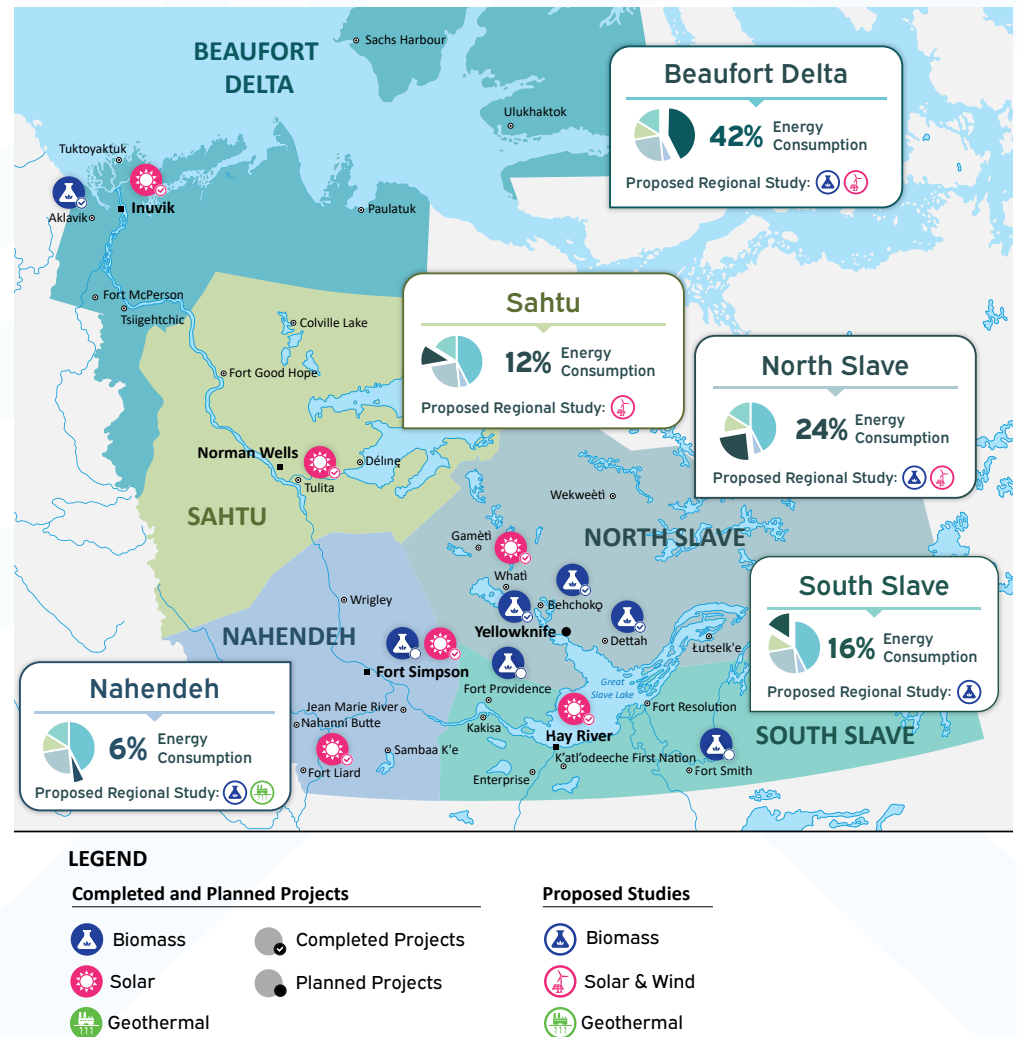 BEAUFORT
DELTA
Sachs Harbour
Ulukhaktok
Tuktoyaktuk
Inuvik
Aklavik
Paulatuk
Fort McPerson
Tsiigehtchic
Beaufort Delta
42% Energy
Consumption
Proposed Regional Study:
Colville Lake
Fort Good Hope
Norman Wells
Délı̨nę
Tulita
SAHTU
Sahtu
12% Energy
Consumption
Proposed Regional Study:
North Slave
24% Energy
Consumption
Proposed Regional Study:
Wekweètì
Gamètì
NORTH SLAVE
Whatì
Behchokǫ
Yellowknife
Dettah
Łutselk'e
Wrigley
NAHENDEH
Fort Simpson
Fort Providence
Great
Slave Lake
Jean Marie River
Nahanni Butte
Kakisa
Hay River
Fort Resolution
SOUTH SLAVE
Sambaa K'e
Fort Liard
K'atl'odeeche First Nation
Enterprise
Fort Smith
South Slave
16% Energy
Consumption
Proposed Regional Study:
Nahendeh
6% Energy
Consumption
Proposed Regional Study:
LEGEND
Completed and Planned Projects
Biomass
Solar
Geothermal
Completed Projects
Planned Projects
Proposed Studies
Biomass
Solar & Wind
Geothermal